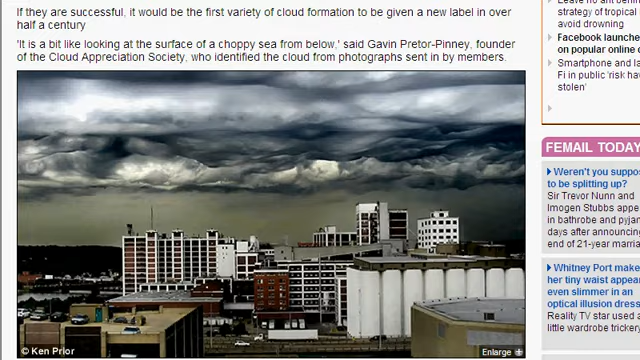 If they are successful, it would be the first variety of cloud formation to be given a new label in over
half a century
'It is a bit like looking at the surface of a choppy sea from below,' said Gavin Pretor-Pinney, founder
of the Cloud Appreciation Society, who identified the cloud from photographs sent in by members.
© Ken Prior
Enlarge
strategy of tropical
avoid drowning
Facebook launche
on popular online
Smartphone and la
Fi in public 'risk ha
stolen'
FEMAIL TODAY
Weren't you suppos
to be splitting up?
Sir Trevor Nunn and
Imogen Stubbs appe
in bathrobe and pyja
days after announcing
end of 21-year marria
Whitney Port make
her tiny waist appear
even slimmer in an
optical illusion dress
Reality TV star used a
little wardrobe trickery